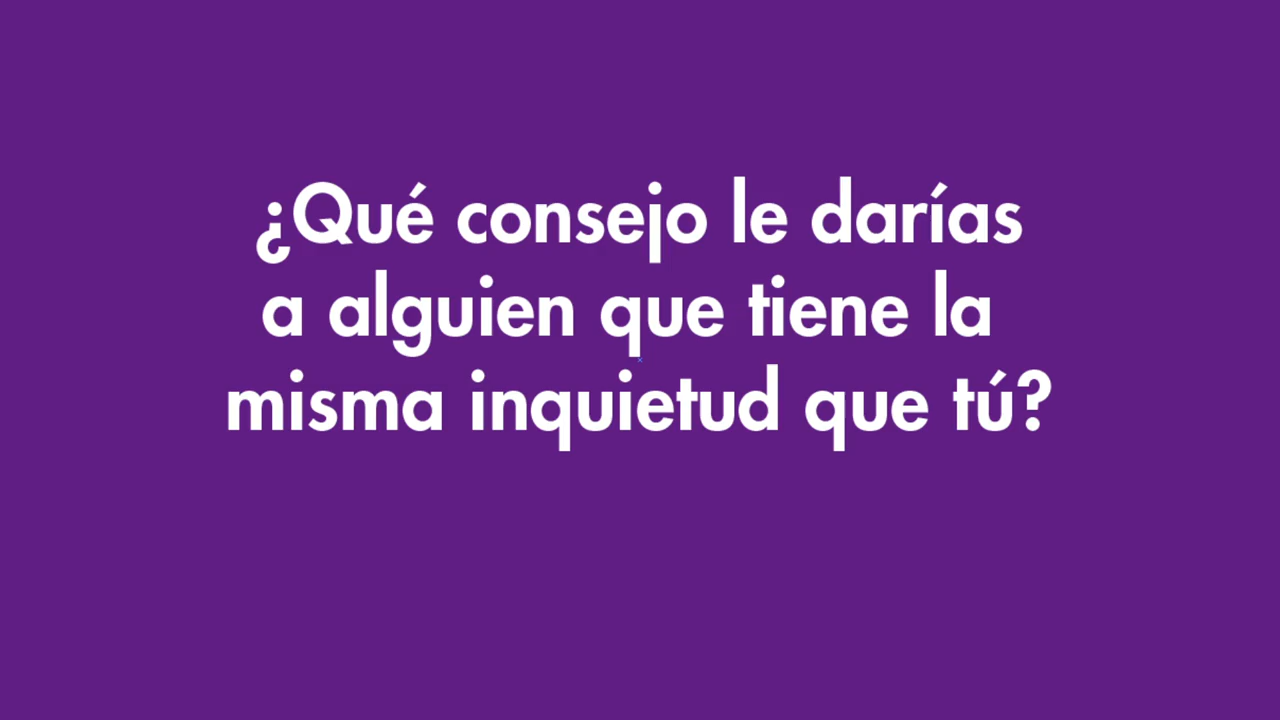 ¿Qué consejo le darías
a alguien que tiene la
misma inquietud que tú?